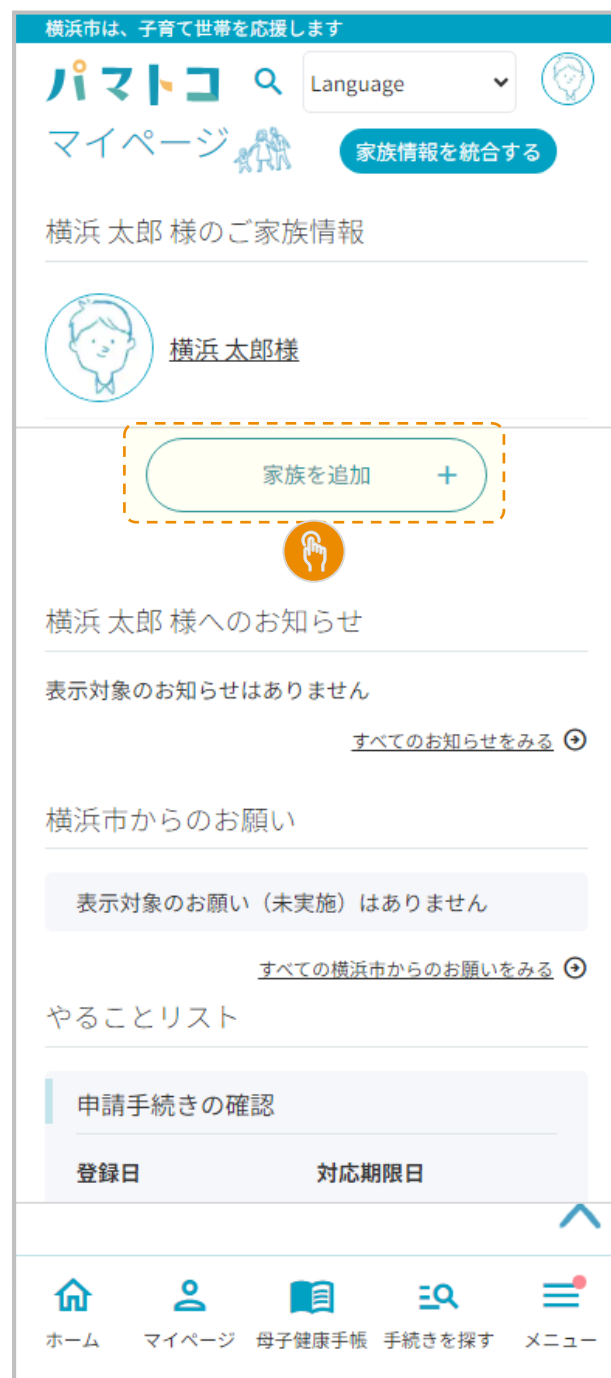 横浜市は、子育て世帯を応援します
パマトコ
Language
マイページ
家族情報を統合する
横浜 太郎 様のご家族情報
横浜 太郎様
家族を追加 +
横浜 太郎 様へのお知らせ
表示対象のお知らせはありません
すべてのお知らせをみる
横浜市からのお願い
表示対象のお願い（未実施）はありません
すべての横浜市からのお願いをみる
やることリスト
申請手続きの確認
登録日 対応期限日
ホーム マイページ 母子健康手帳 手続きを探す メニュー